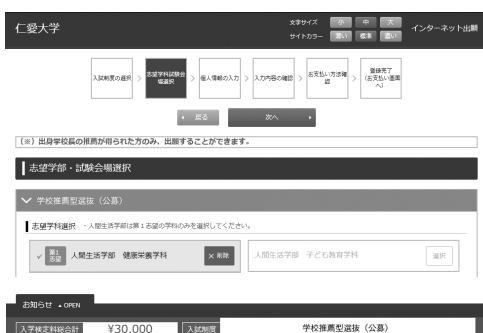 仁愛大学
文字サイズ 小 中 大
サイトカラー 薄い 標準 濃い
インターネット出願
入試制度の選択 > 志望学科試験会場選択 > 個人情報の入力 > 入力内容の確認 > お支払い方法確認 > 登録完了(お支払い画面へ)
戻る 次へ
(※) 出身学校長の推薦が得られた方のみ、出願することができます。
志望学部・試験会場選択
学校推薦型選抜(公募)
志望学科選択 ・人間生活学部は第1志望の学科のみを選択してください。
✓ 第1志望 人間生活学部 健康栄養学科 × 削除 人間生活学部 子ども教育学科 選択
お知らせ ▲ OPEN
入学検定料総合計 ¥30,000 入試制度 学校推薦型選抜(公募)